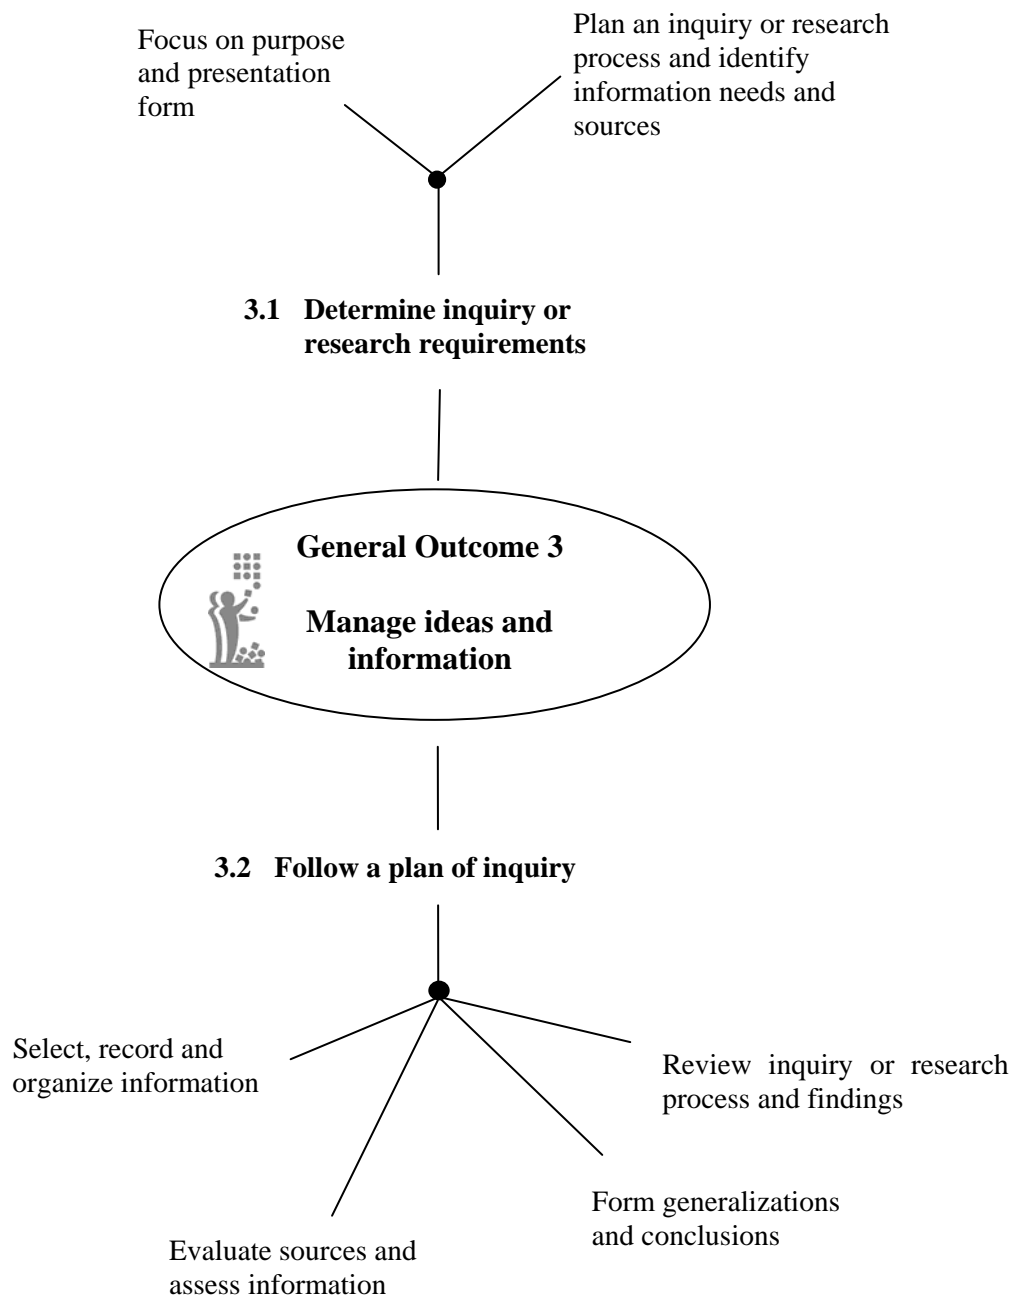 Focus on purpose
and presentation
form
Plan an inquiry or research
process and identify
information needs and
sources
3.1 Determine inquiry or
research requirements
General Outcome 3
Manage ideas and
information
3.2 Follow a plan of inquiry
Select, record and
organize information
Review inquiry or research
process and findings
Form generalizations
and conclusions
Evaluate sources and
assess information